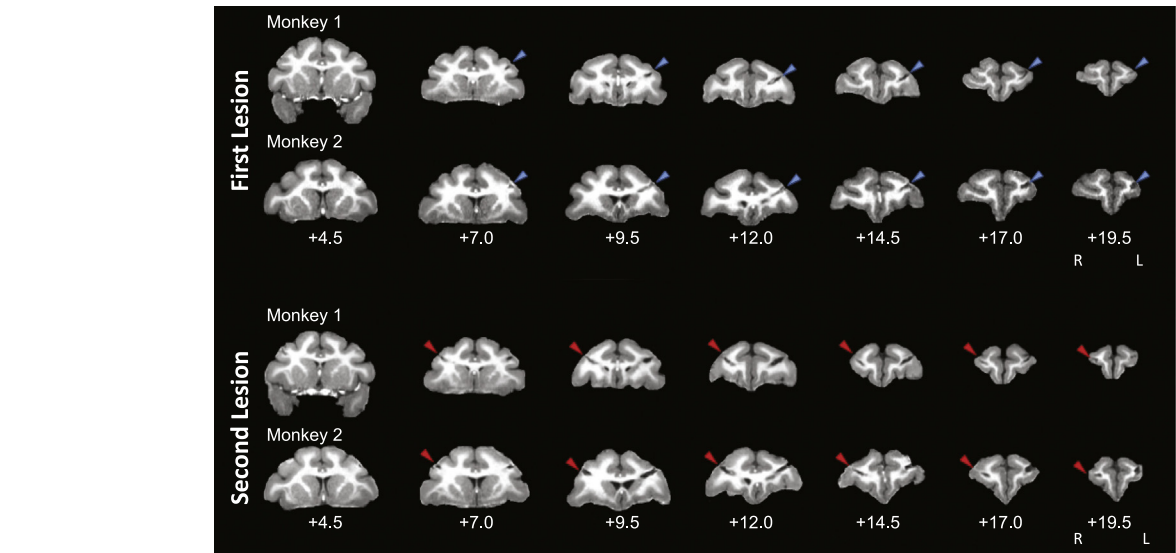 First Lesion
Monkey 1
Monkey 2
+4.5 +7.0 +9.5 +12.0 +14.5 +17.0 +19.5
R L
Second Lesion
Monkey 1
Monkey 2
+4.5 +7.0 +9.5 +12.0 +14.5 +17.0 +19.5
R L